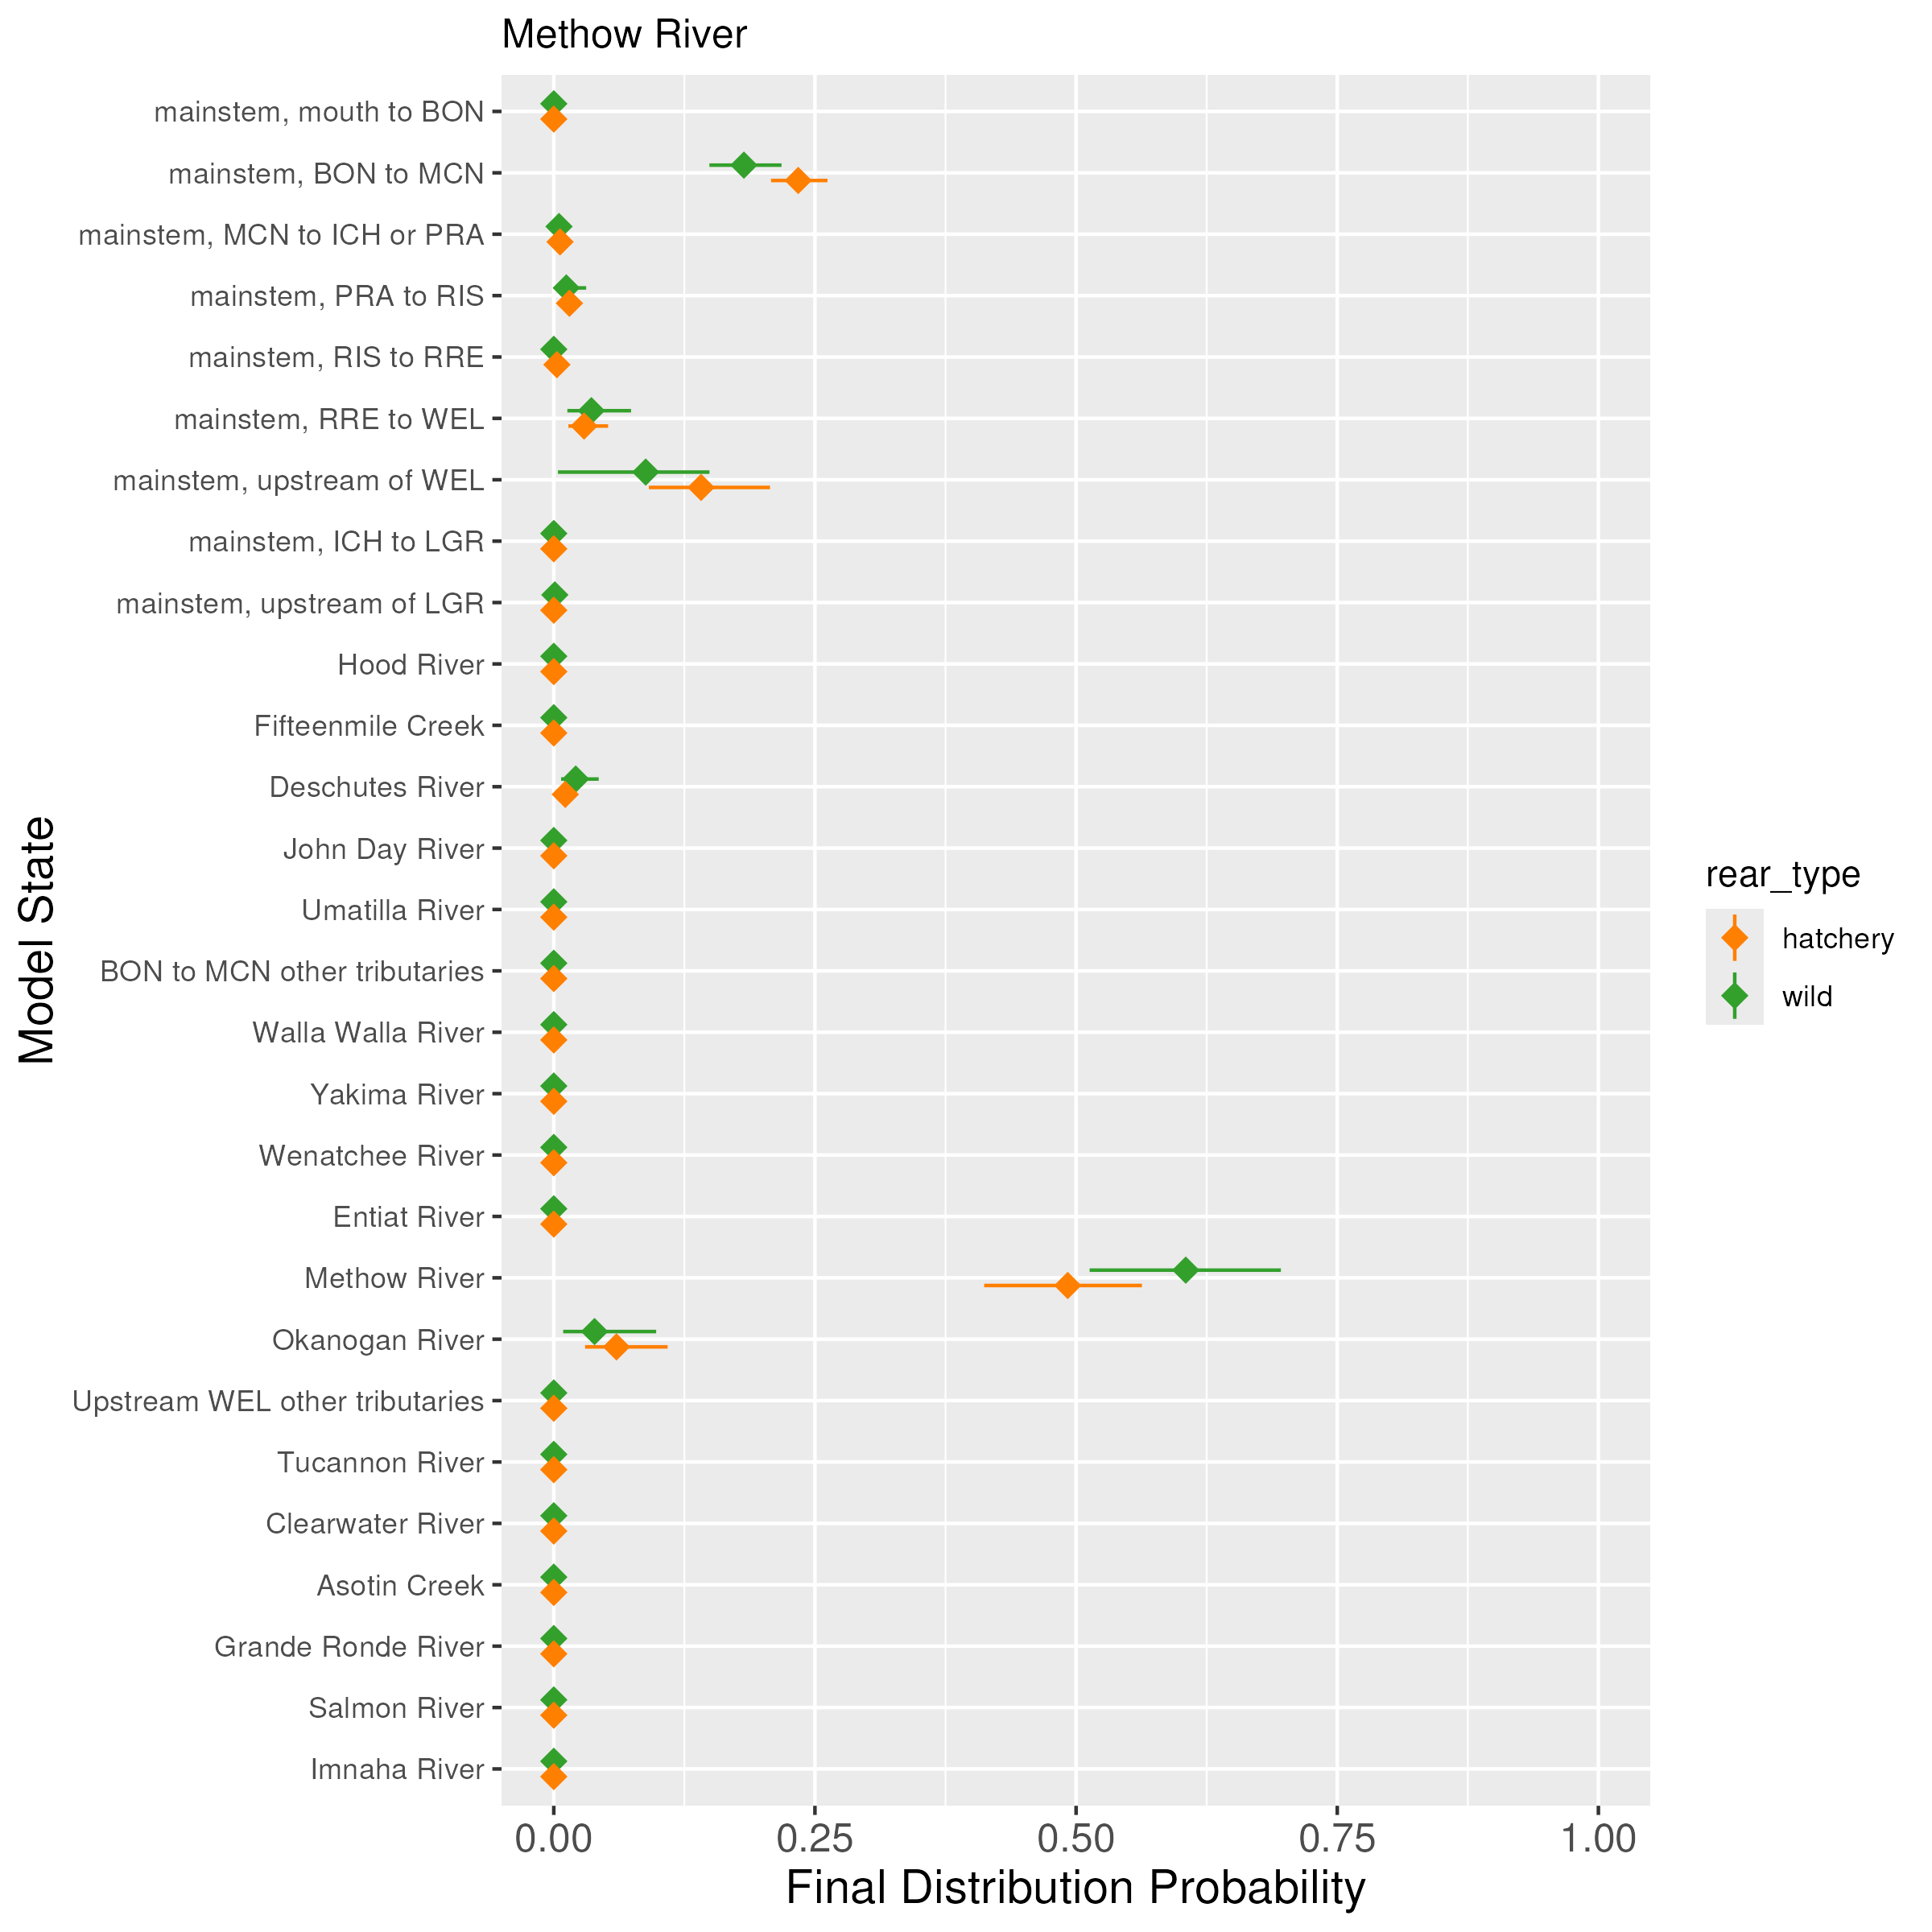 Methow River
mainstem, mouth to BON
mainstem, BON to MCN
mainstem, MCN to ICH or PRA
mainstem, PRA to RIS
mainstem, RIS to RRE
mainstem, RRE to WEL
mainstem, upstream of WEL
mainstem, ICH to LGR
mainstem, upstream of LGR
Hood River
Fifteenmile Creek
Deschutes River
John Day River
Umatilla River
BON to MCN other tributaries
Walla Walla River
Yakima River
Wenatchee River
Entiat River
Methow River
Okanogan River
Upstream WEL other tributaries
Tucannon River
Clearwater River
Asotin Creek
Grande Ronde River
Salmon River
Imnaha River
Model State
0.00 0.25 0.50 0.75 1.00
Final Distribution Probability
rear_type
hatchery
wild